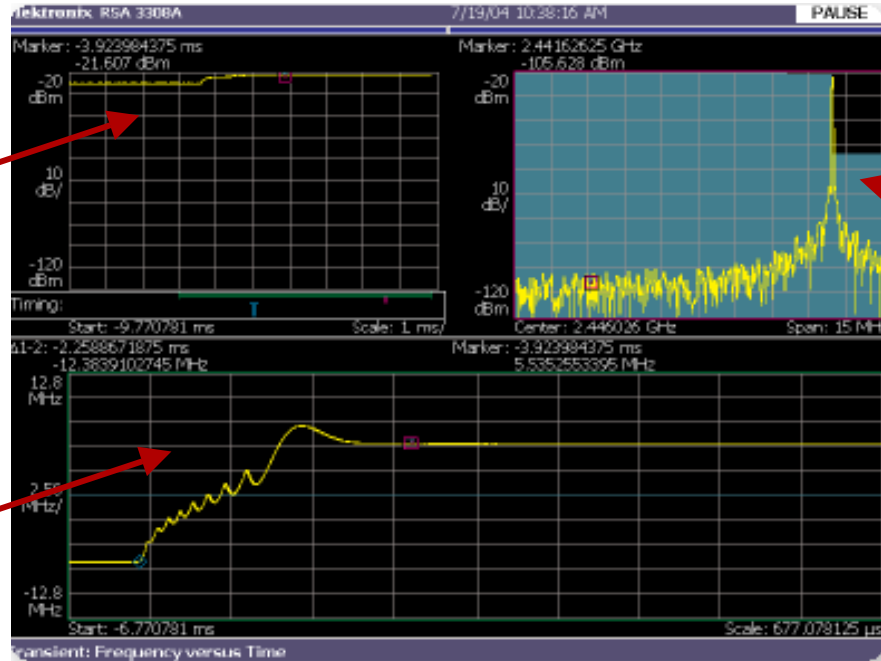 Tektronix RSA 3308A 7/19/04 10:38:16 AM PAUSE
Marker: -3.923984375 ms
-21.607 dBm
-20
dBm
10
dB/
-120
dBm
Timing:
Start: -9.770781 ms Scale: 1 ms/
Marker: 2.44162625 GHz
-105.628 dBm
-20
dBm
10
dB/
-120
dBm
Center: 2.446026 GHz Span: 15 MH
Δ1-2: -2.2588671875 ms
-12.3839102745 MHz
Marker: -3.923984375 ms
5.5352553395 MHz
12.8
MHz
MHz/
-12.8
MHz
Start: -6.770781 ms Scale: 677.078125 µs
Transient: Frequency versus Time